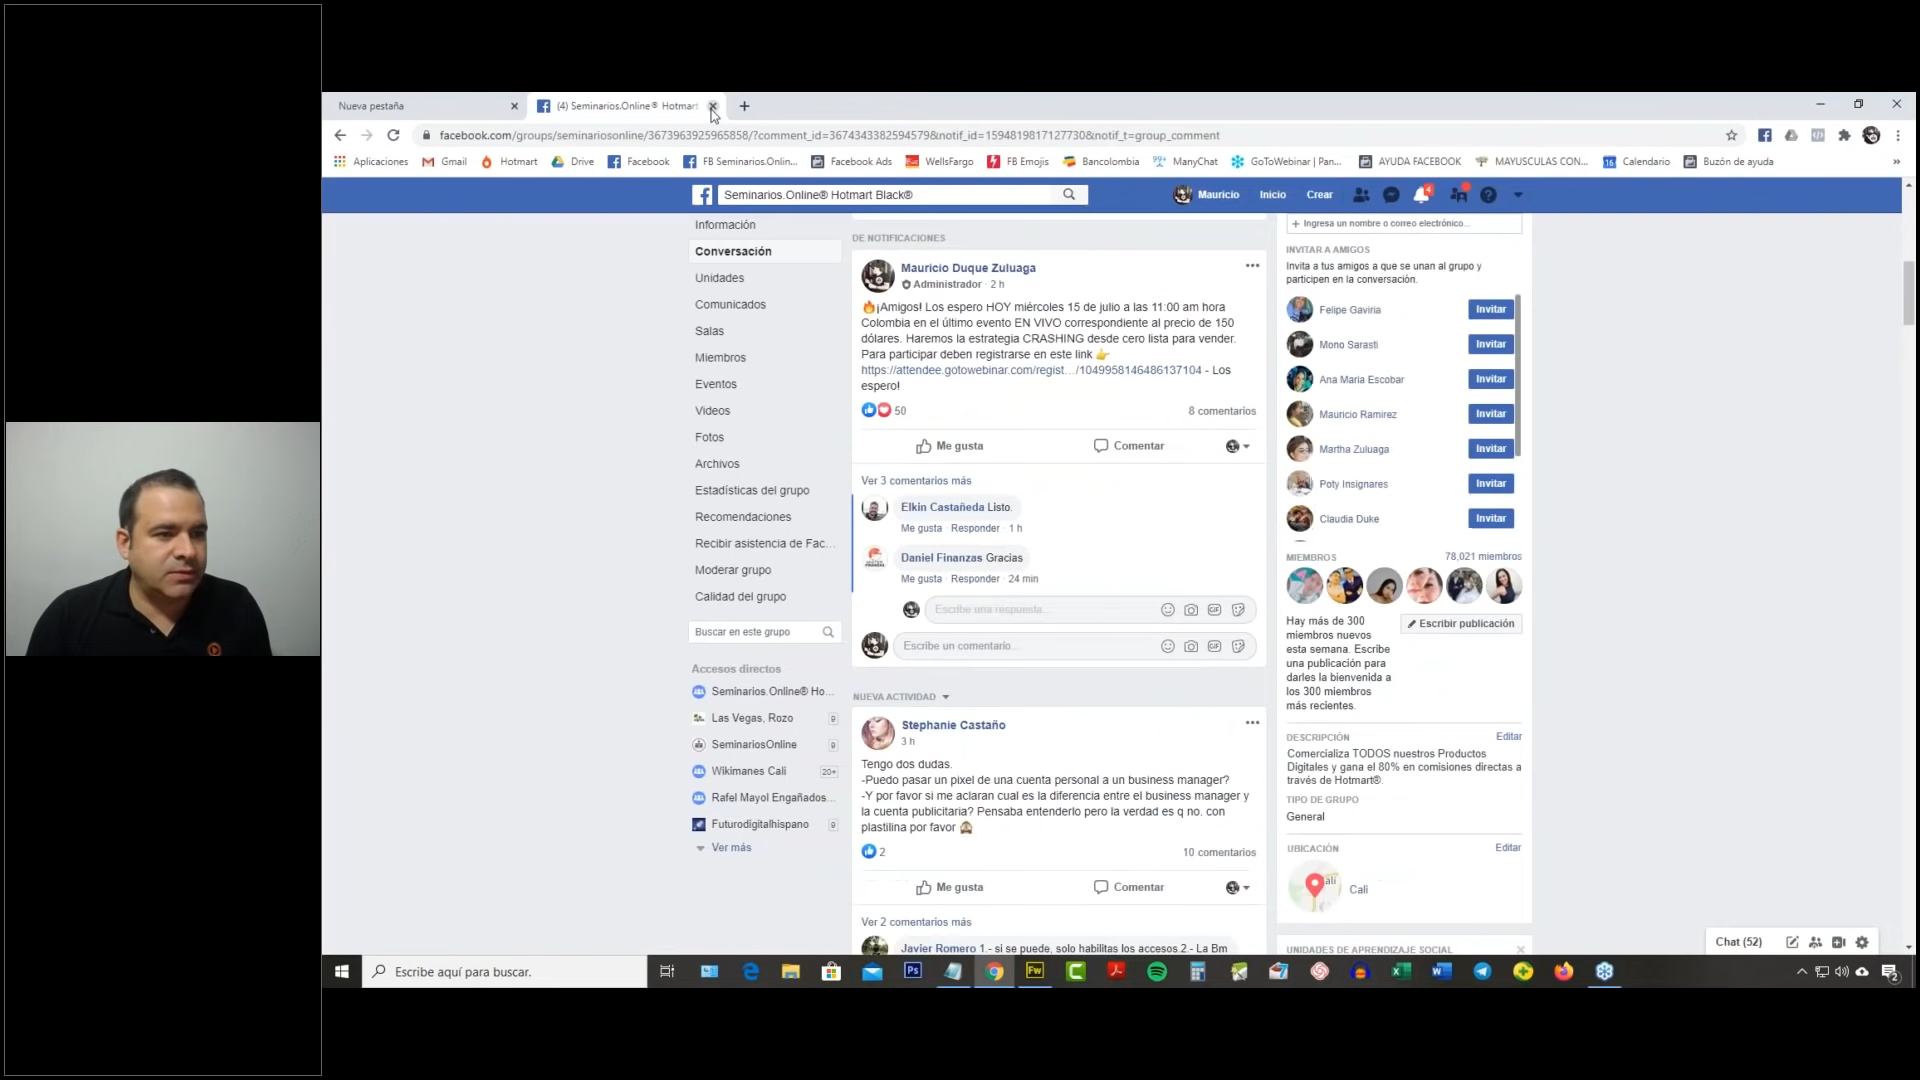 Nueva pestaña
(4) Seminarios.Online® Hotmart
facebook.com/groups/seminariosonline/3673963925965858/?comment_id=3674343382594579&notif_id=1594819817127730&notif_t=group_comment
Aplicaciones Gmail Hotmart Drive Facebook FB Seminarios.Onlin... Facebook Ads WellsFargo FB Emojis Bancolombia ManyChat GoToWebinar | Pan... AYUDA FACEBOOK MAYUSCULAS CON... Calendario Buzón de ayuda
Seminarios.Online® Hotmart Black®
Mauricio Inicio Crear 4
Información
Conversación
Unidades
Comunicados
Salas
Miembros
Eventos
Videos
Fotos
Archivos
Estadísticas del grupo
Recomendaciones
Recibir asistencia de Fac...
Moderar grupo
Calidad del grupo
Buscar en este grupo
Accesos directos
Seminarios.Online® Ho...
Las Vegas, Rozo 9
SeminariosOnline 9
Wikimanes Cali 20+
Rafel Mayol Engañados...
Futurodigitalhispano 9
Ver más
DE NOTIFICACIONES
Mauricio Duque Zuluaga
Administrador · 2 h
🔥¡Amigos! Los espero HOY miércoles 15 de julio a las 11:00 am hora
Colombia en el último evento EN VIVO correspondiente al precio de 150
dólares. Haremos la estrategia CRASHING desde cero lista para vender.
Para participar deben registrarse en este link 👉
https://attendee.gotowebinar.com/regist…/1049958146486137104 - Los
espero!
50
8 comentarios
Me gusta Comentar
Ver 3 comentarios más
Elkin Castañeda Listo.
Me gusta · Responder · 1 h
Daniel Finanzas Gracias
Me gusta · Responder · 24 min
Escribe una respuesta...
Escribe un comentario...
NUEVA ACTIVIDAD
Stephanie Castaño
3 h
Tengo dos dudas.
-Puedo pasar un pixel de una cuenta personal a un business manager?
-Y por favor si me aclaran cual es la diferencia entre el business manager y
la cuenta publicitaria? Pensaba entenderlo pero la verdad es q no. con
plastilina por favor 🙈
2
10 comentarios
Me gusta Comentar
Ver 2 comentarios más
Javier Romero 1.- si se puede, solo habilitas los accesos 2.- La Bm
+ Ingresa un nombre o correo electrónico...
INVITAR A AMIGOS
Invita a tus amigos a que se unan al grupo y
participen en la conversación.
Felipe Gaviria Invitar
Mono Sarasti Invitar
Ana Maria Escobar Invitar
Mauricio Ramirez Invitar
Martha Zuluaga Invitar
Poty Insignares Invitar
Claudia Duke Invitar
MIEMBROS 78,021 miembros
Hay más de 300
miembros nuevos
esta semana. Escribe
una publicación para
darles la bienvenida a
los 300 miembros
más recientes.
Escribir publicación
DESCRIPCIÓN Editar
Comercializa TODOS nuestros Productos
Digitales y gana el 80% en comisiones directas a
través de Hotmart®.
TIPO DE GRUPO
General
UBICACIÓN Editar
Cali
UNIDADES DE APRENDIZAJE SOCIAL
Chat (52)
Escribe aquí para buscar.